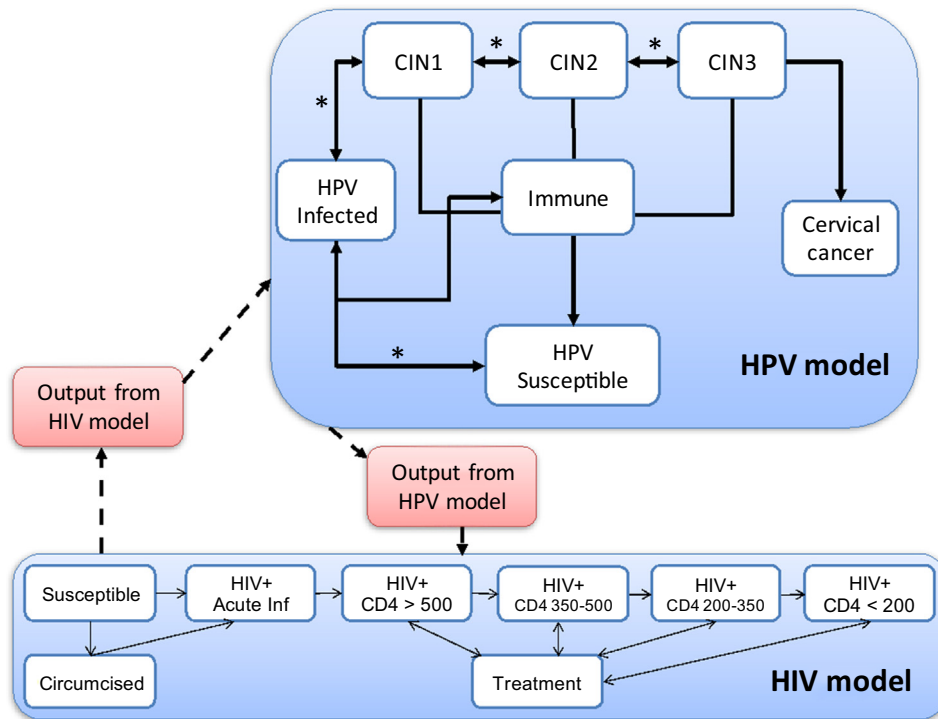 *
*
CIN1
CIN2
CIN3
*
HPV
Infected
Immune
Cervical
cancer
*
HPV
Susceptible
HPV model
Output from
HIV model
Output from
HPV model
Susceptible
HIV+
Acute Inf
HIV+
CD4 > 500
HIV+
CD4 350-500
HIV+
CD4 200-350
HIV+
CD4 < 200
Circumcised
Treatment
HIV model